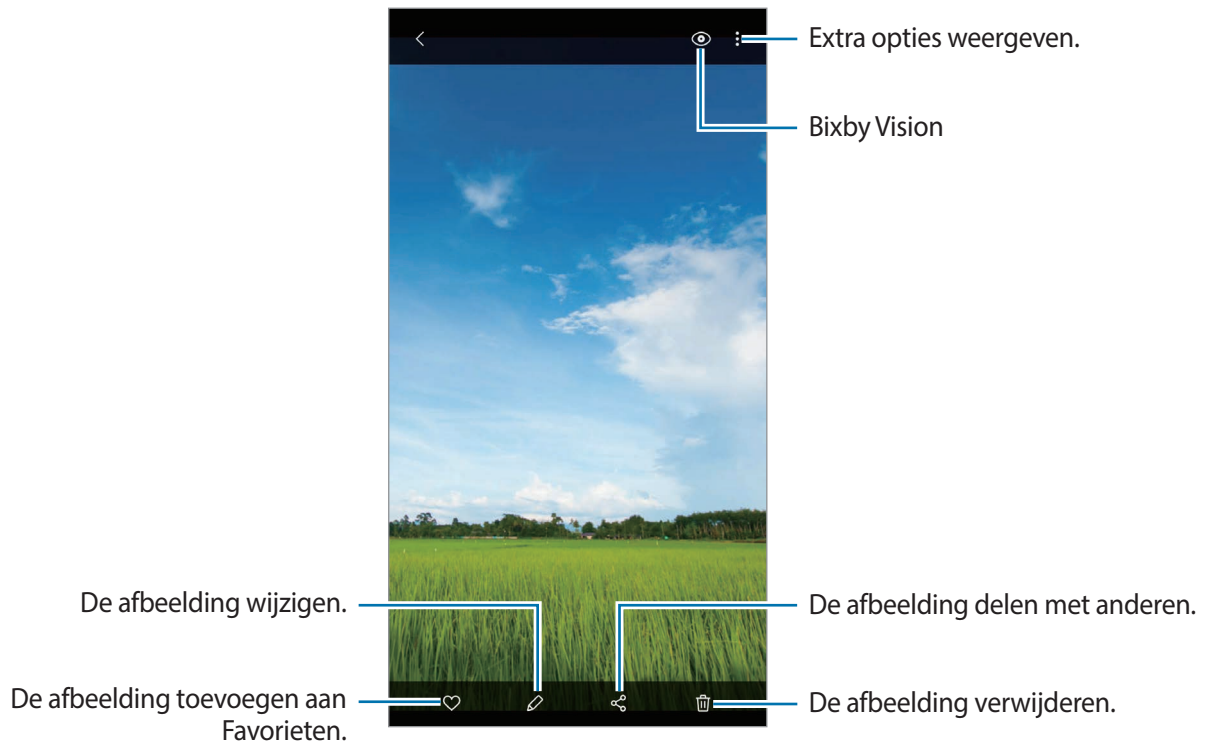 Extra opties weergeven.
Bixby Vision
De afbeelding wijzigen.
De afbeelding delen met anderen.
De afbeelding toevoegen aan
Favorieten.
De afbeelding verwijderen.